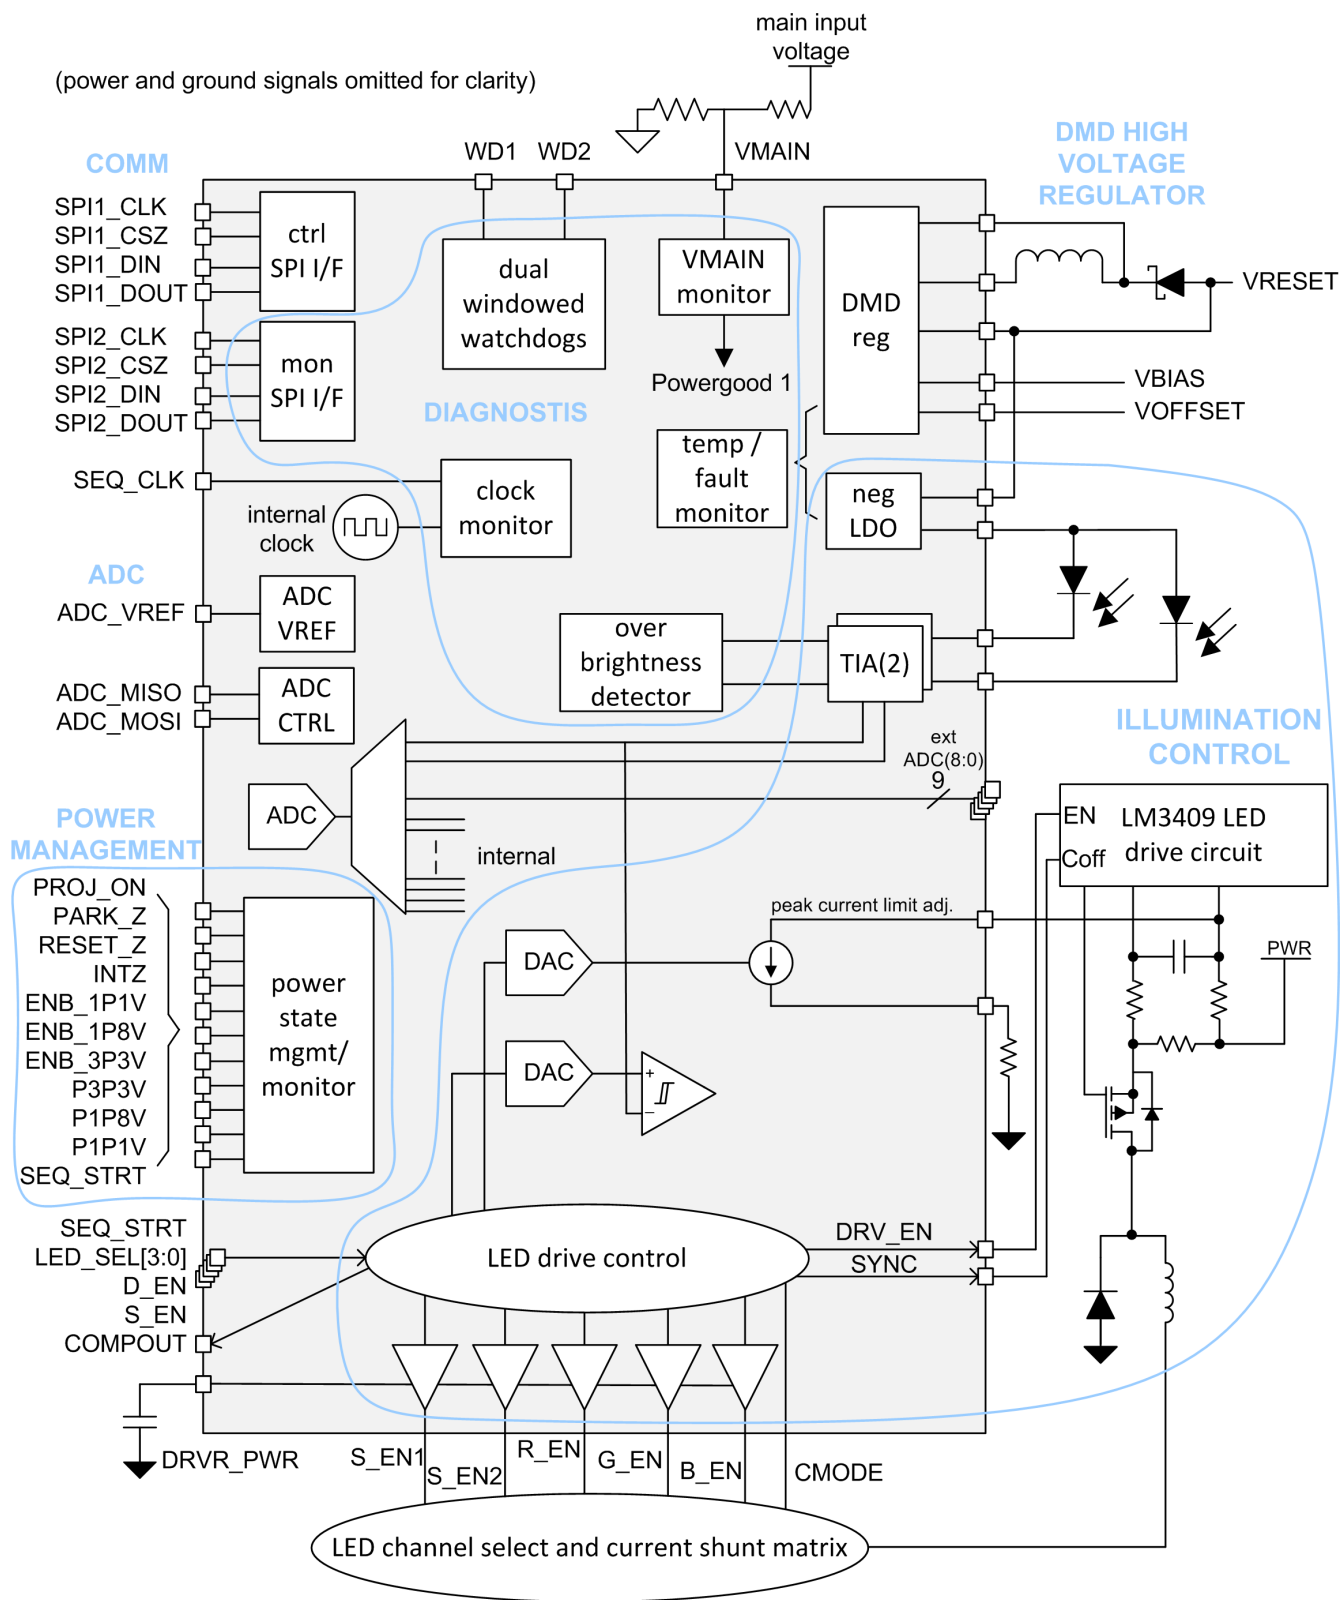 main input
voltage
(power and ground signals omitted for clarity)
WD1
WD2
VMAIN
DMD HIGH
VOLTAGE
REGULATOR
COMM
SPI1_CLK
SPI1_CSZ
SPI1_DIN
SPI1_DOUT
ctrl
SPI I/F
SPI2_CLK
SPI2_CSZ
SPI2_DIN
SPI2_DOUT
mon
SPI I/F
dual
windowed
watchdogs
VMAIN
monitor
Powergood 1
DMD
reg
VRESET
VBIAS
VOFFSET
DIAGNOSTIS
temp /
fault
monitor
neg
LDO
SEQ_CLK
internal
clock
clock
monitor
ADC
ADC_VREF
ADC
VREF
ADC_MISO
ADC_MOSI
ADC
CTRL
over
brightness
detector
TIA(2)
ILLUMINATION
CONTROL
ext
ADC(8:0)
9
ADC
internal
LM3409 LED
drive circuit
EN
Coff
POWER
MANAGEMENT
PROJ_ON
PARK_Z
RESET_Z
INTZ
ENB_1P1V
ENB_1P8V
ENB_3P3V
P3P3V
P1P8V
P1P1V
SEQ_STRT
power
state
mgmt/
monitor
peak current limit adj.
DAC
DAC
+
−
PWR
SEQ_STRT
LED_SEL[3:0]
D_EN
S_EN
COMPOUT
LED drive control
DRV_EN
SYNC
DRVR_PWR
S_EN1
S_EN2
R_EN
G_EN
B_EN
CMODE
LED channel select and current shunt matrix